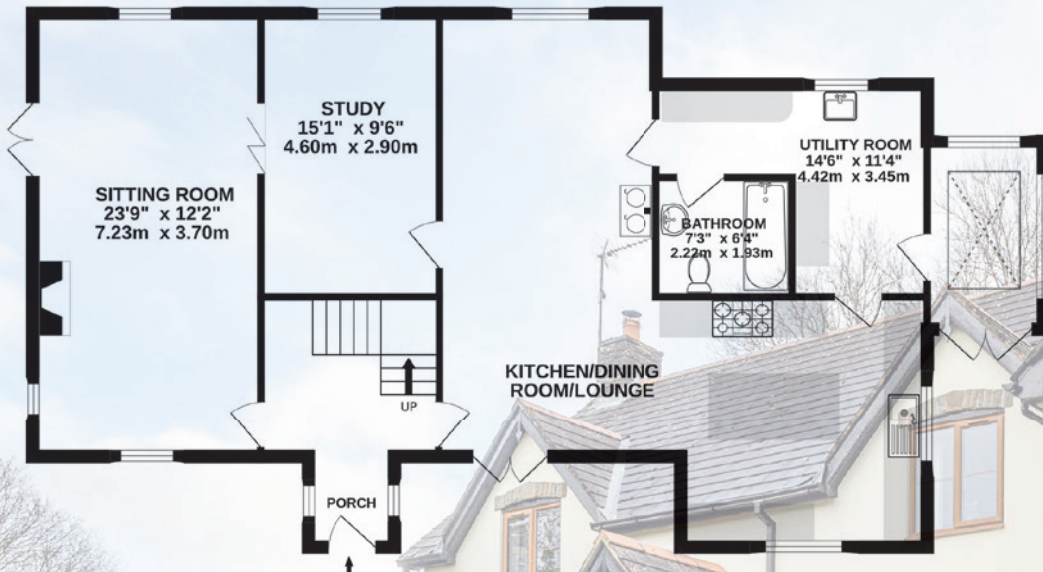 STUDY
15'1" x 9'6"
4.60m x 2.90m
SITTING ROOM
23'9" x 12'2"
7.23m x 3.70m
UTILITY ROOM
14'6" x 11'4"
4.42m x 3.45m
BATHROOM
7'3" x 6'4"
2.22m x 1.93m
KITCHEN/DINING
ROOM/LOUNGE
UP
PORCH